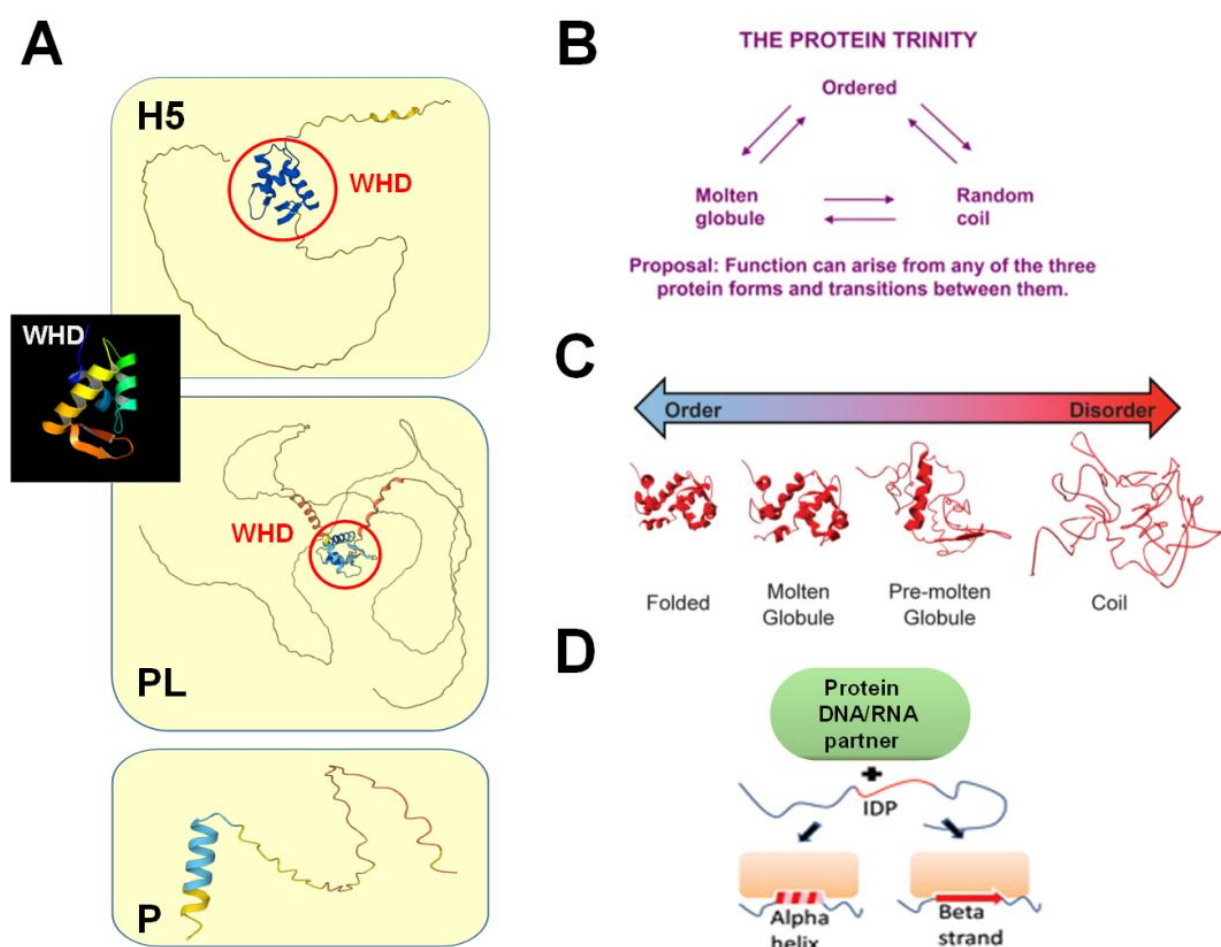 A
H5
WHD
WHD
WHD
PL
P
B
THE PROTEIN TRINITY
Ordered
Molten
globule
Random
coil
Proposal: Function can arise from any of the three
protein forms and transitions between them.
C
Order
Disorder
Folded
Molten
Globule
Pre-molten
Globule
Coil
D
Protein
DNA/RNA
partner
+
IDP
Alpha
helix
Beta
strand